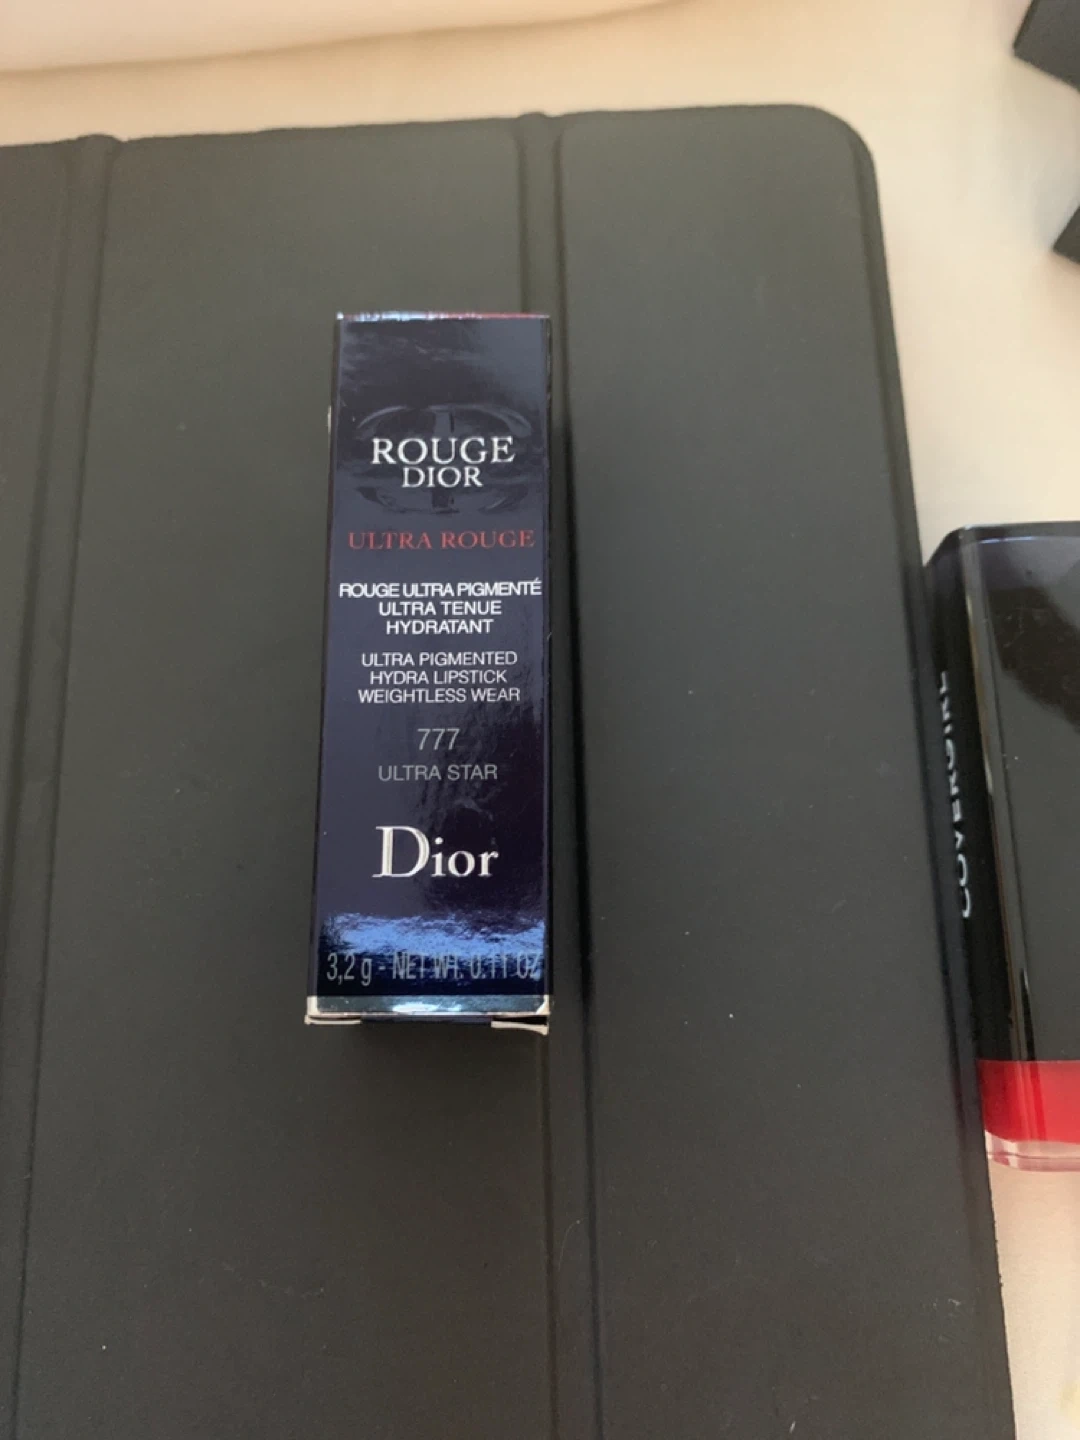 ROUGE
DIOR
ULTRA ROUGE
ROUGE ULTRA PIGMENTÉ
ULTRA TENUE
HYDRATANT
ULTRA PIGMENTED
HYDRA LIPSTICK
WEIGHTLESS WEAR
777
ULTRA STAR
Dior
3,2 g - NET WT. 0.11 OZ
COVERGIRL